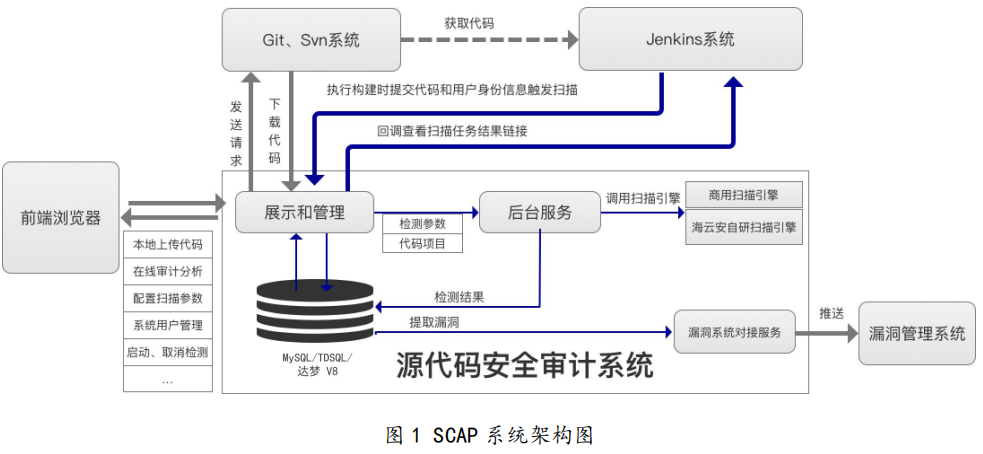 Git、Svn系统
获取代码
Jenkins系统
执行构建时提交代码和用户身份信息触发扫描
发送请求
下载代码
回调查看扫描任务结果链接
前端浏览器
展示和管理
检测参数
代码项目
后台服务
调用扫描引擎
商用扫描引擎
海云安自研扫描引擎
本地上传代码
在线审计分析
配置扫描参数
系统用户管理
启动、取消检测
...
检测结果
提取漏洞
漏洞系统对接服务
推送
漏洞管理系统
MySQL/TDSQL/
达梦 V8
源代码安全审计系统
图 1 SCAP 系统架构图